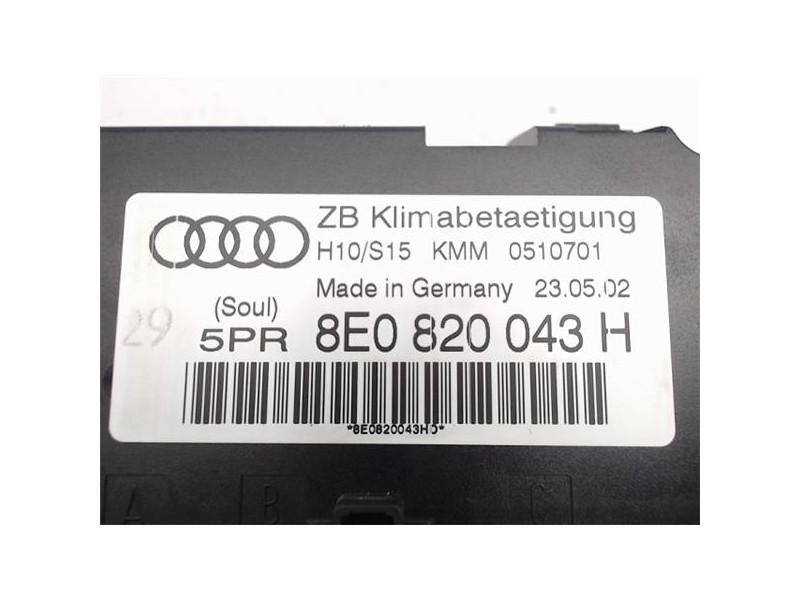 ZB Klimabetaetigung
H10/S15 KMM 0510701
Made in Germany 23.05.02
(Soul)
5PR 8E0 820 043 H
29
*8E0820043H0*
A B C